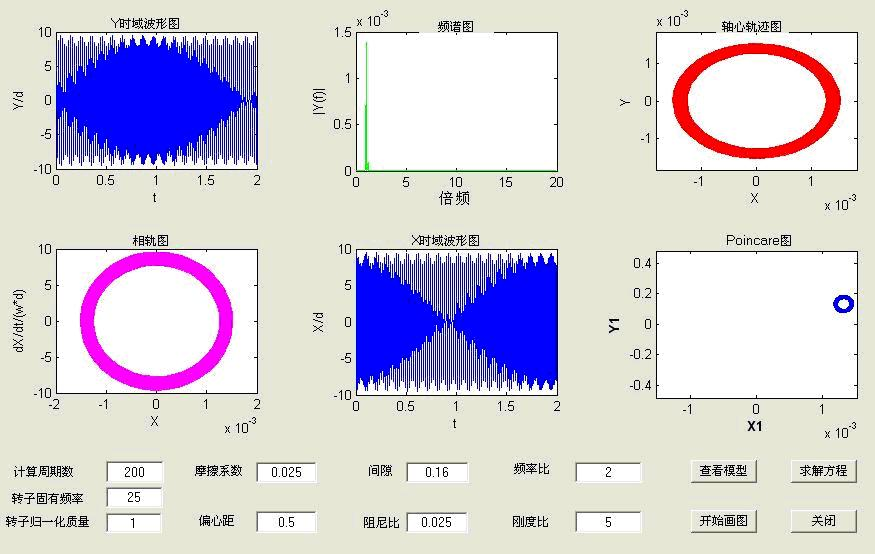 Y时域波形图
10
5
0
-5
-10
Y/d
0 0.5 1 1.5 2
t
频谱图
x 10^-3
1.5
1
0.5
0
|Y(f)|
0 5 10 15 20
倍频
轴心轨迹图
x 10^-3
1
0
-1
Y
-1 0 1
X
x 10^-3
相轨图
10
5
0
-5
-10
dX/dt/(w*d)
-2 -1 0 1 2
X
x 10^-3
X时域波形图
10
5
0
-5
-10
X/d
0 0.5 1 1.5 2
t
Poincare图
0.4
0.2
0
-0.2
-0.4
Y1
-1 0 1
X1
x 10^-3
计算周期数 200 摩擦系数 0.025 间隙 0.16 频率比 2 查看模型 求解方程
转子固有频率 25
转子归一化质量 1 偏心距 0.5 阻尼比 0.025 刚度比 5 开始画图 关闭